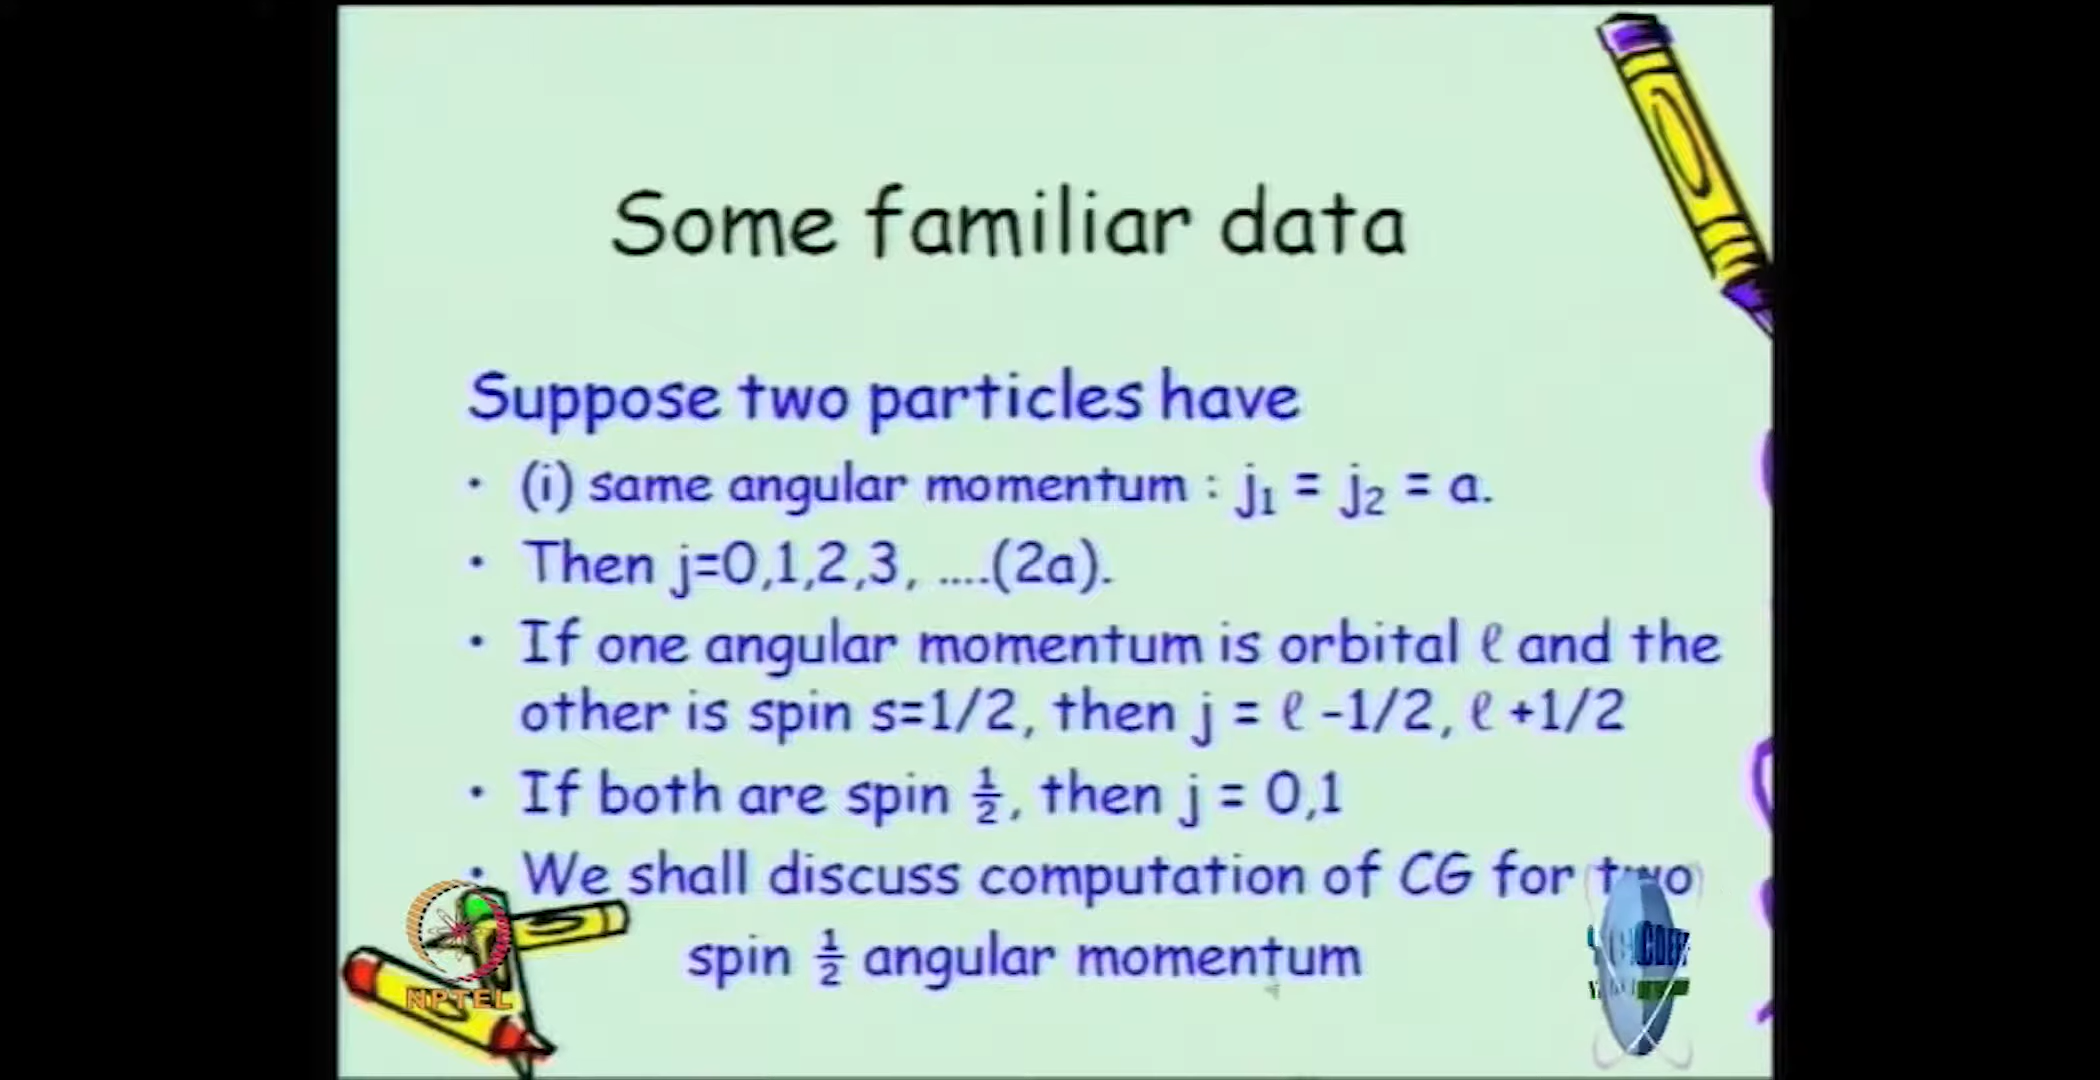 Some familiar data
Suppose two particles have
• (i) same angular momentum : j₁ = j₂ = a.
• Then j=0,1,2,3, .....(2a).
• If one angular momentum is orbital ℓ and the
other is spin s=1/2, then j = ℓ -1/2, ℓ +1/2
• If both are spin ½, then j = 0,1
• We shall discuss computation of CG for two
spin ½ angular momentum
NPTEL